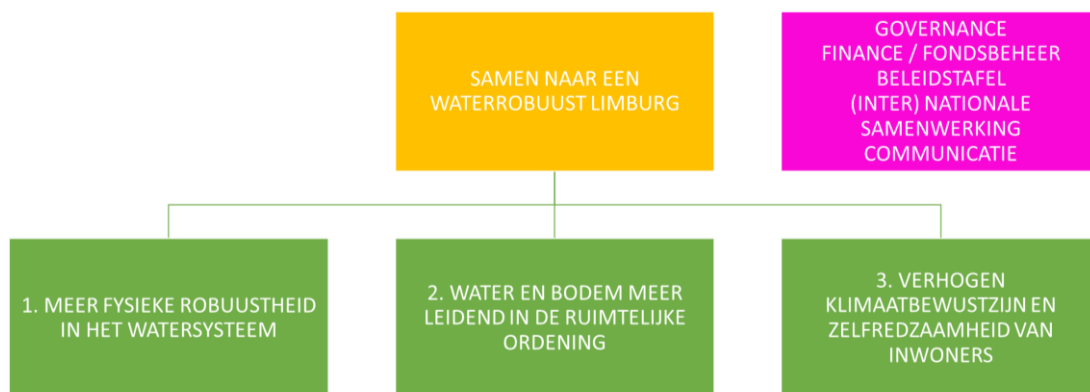 SAMEN NAAR EEN
WATERROBUUST LIMBURG
GOVERNANCE
FINANCE / FONDSBEHEER
BELEIDSTAFEL
(INTER) NATIONALE
SAMENWERKING
COMMUNICATIE
1. MEER FYSIEKE ROBUUSTHEID
IN HET WATERSYSTEEM
2. WATER EN BODEM MEER
LEIDEND IN DE RUIMTELIJKE
ORDENING
3. VERHOGEN
KLIMAATBEWUSTZIJN EN
ZELFREDZAAMHEID VAN
INWONERS